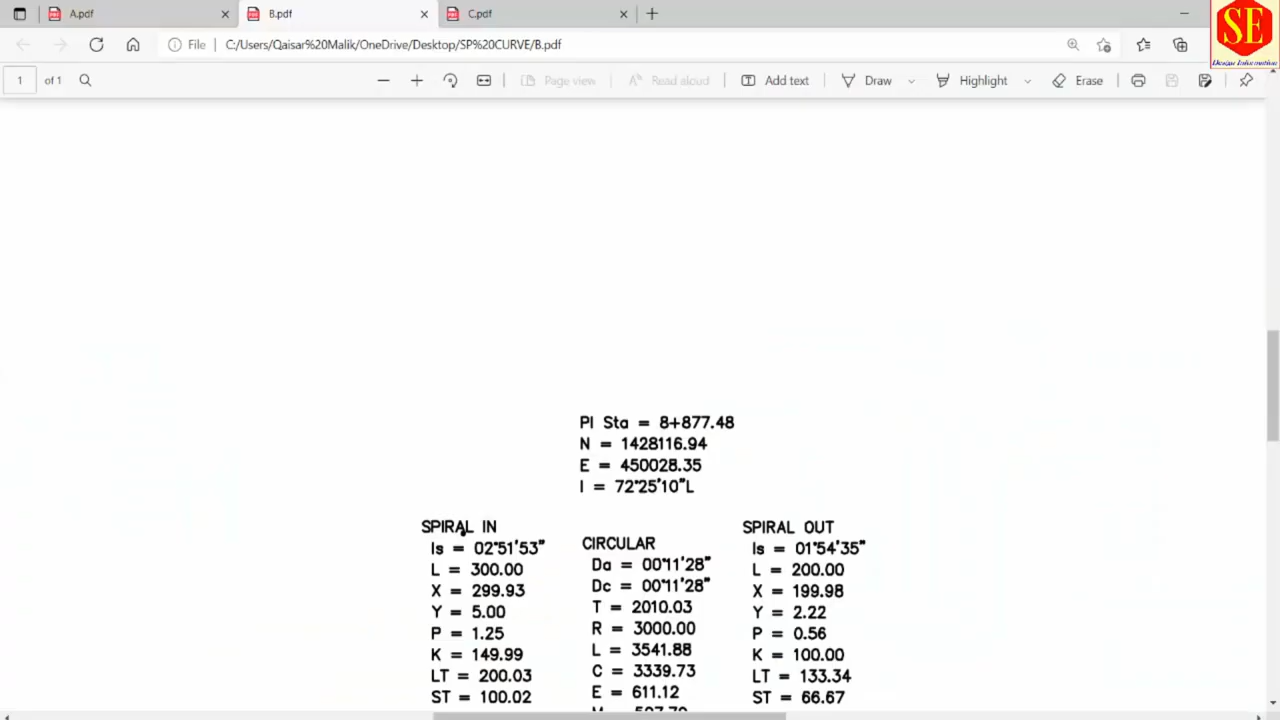 A.pdf
B.pdf
C.pdf
SE
Design Information
File
C:/Users/Qaisar%20Malik/OneDrive/Desktop/SP%20CURVE/B.pdf
1 of 1
Page view
Read aloud
Add text
Draw
Highlight
Erase
PI Sta = 8+877.48
N = 1428116.94
E = 450028.35
I = 72°25'10"L
SPIRAL IN
Is = 02°51'53"
L = 300.00
X = 299.93
Y = 5.00
P = 1.25
K = 149.99
LT = 200.03
ST = 100.02
CIRCULAR
Da = 00°11'28"
Dc = 00°11'28"
T = 2010.03
R = 3000.00
L = 3541.88
C = 3339.73
E = 611.12
SPIRAL OUT
Is = 01°54'35"
L = 200.00
X = 199.98
Y = 2.22
P = 0.56
K = 100.00
LT = 133.34
ST = 66.67